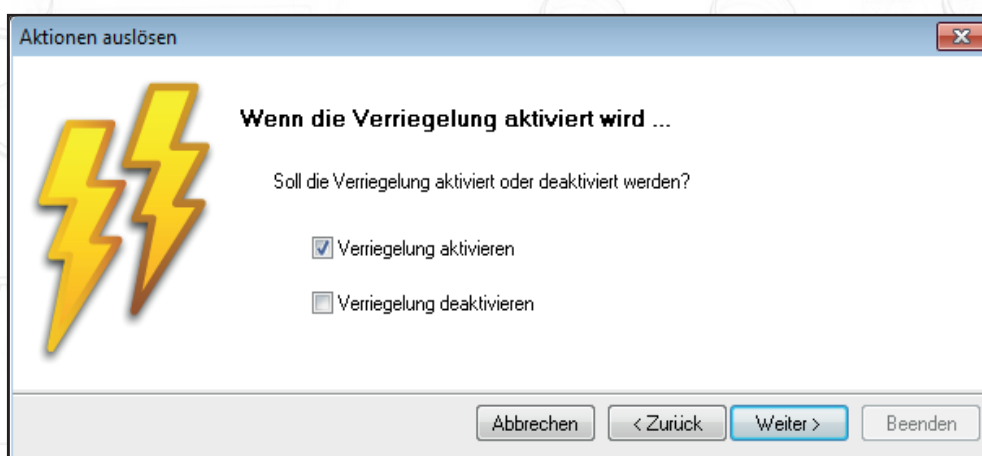 Aktionen auslösen
Wenn die Verriegelung aktiviert wird ...
Soll die Verriegelung aktiviert oder deaktiviert werden?
Verriegelung aktivieren
Verriegelung deaktivieren
Abbrechen < Zurück Weiter > Beenden